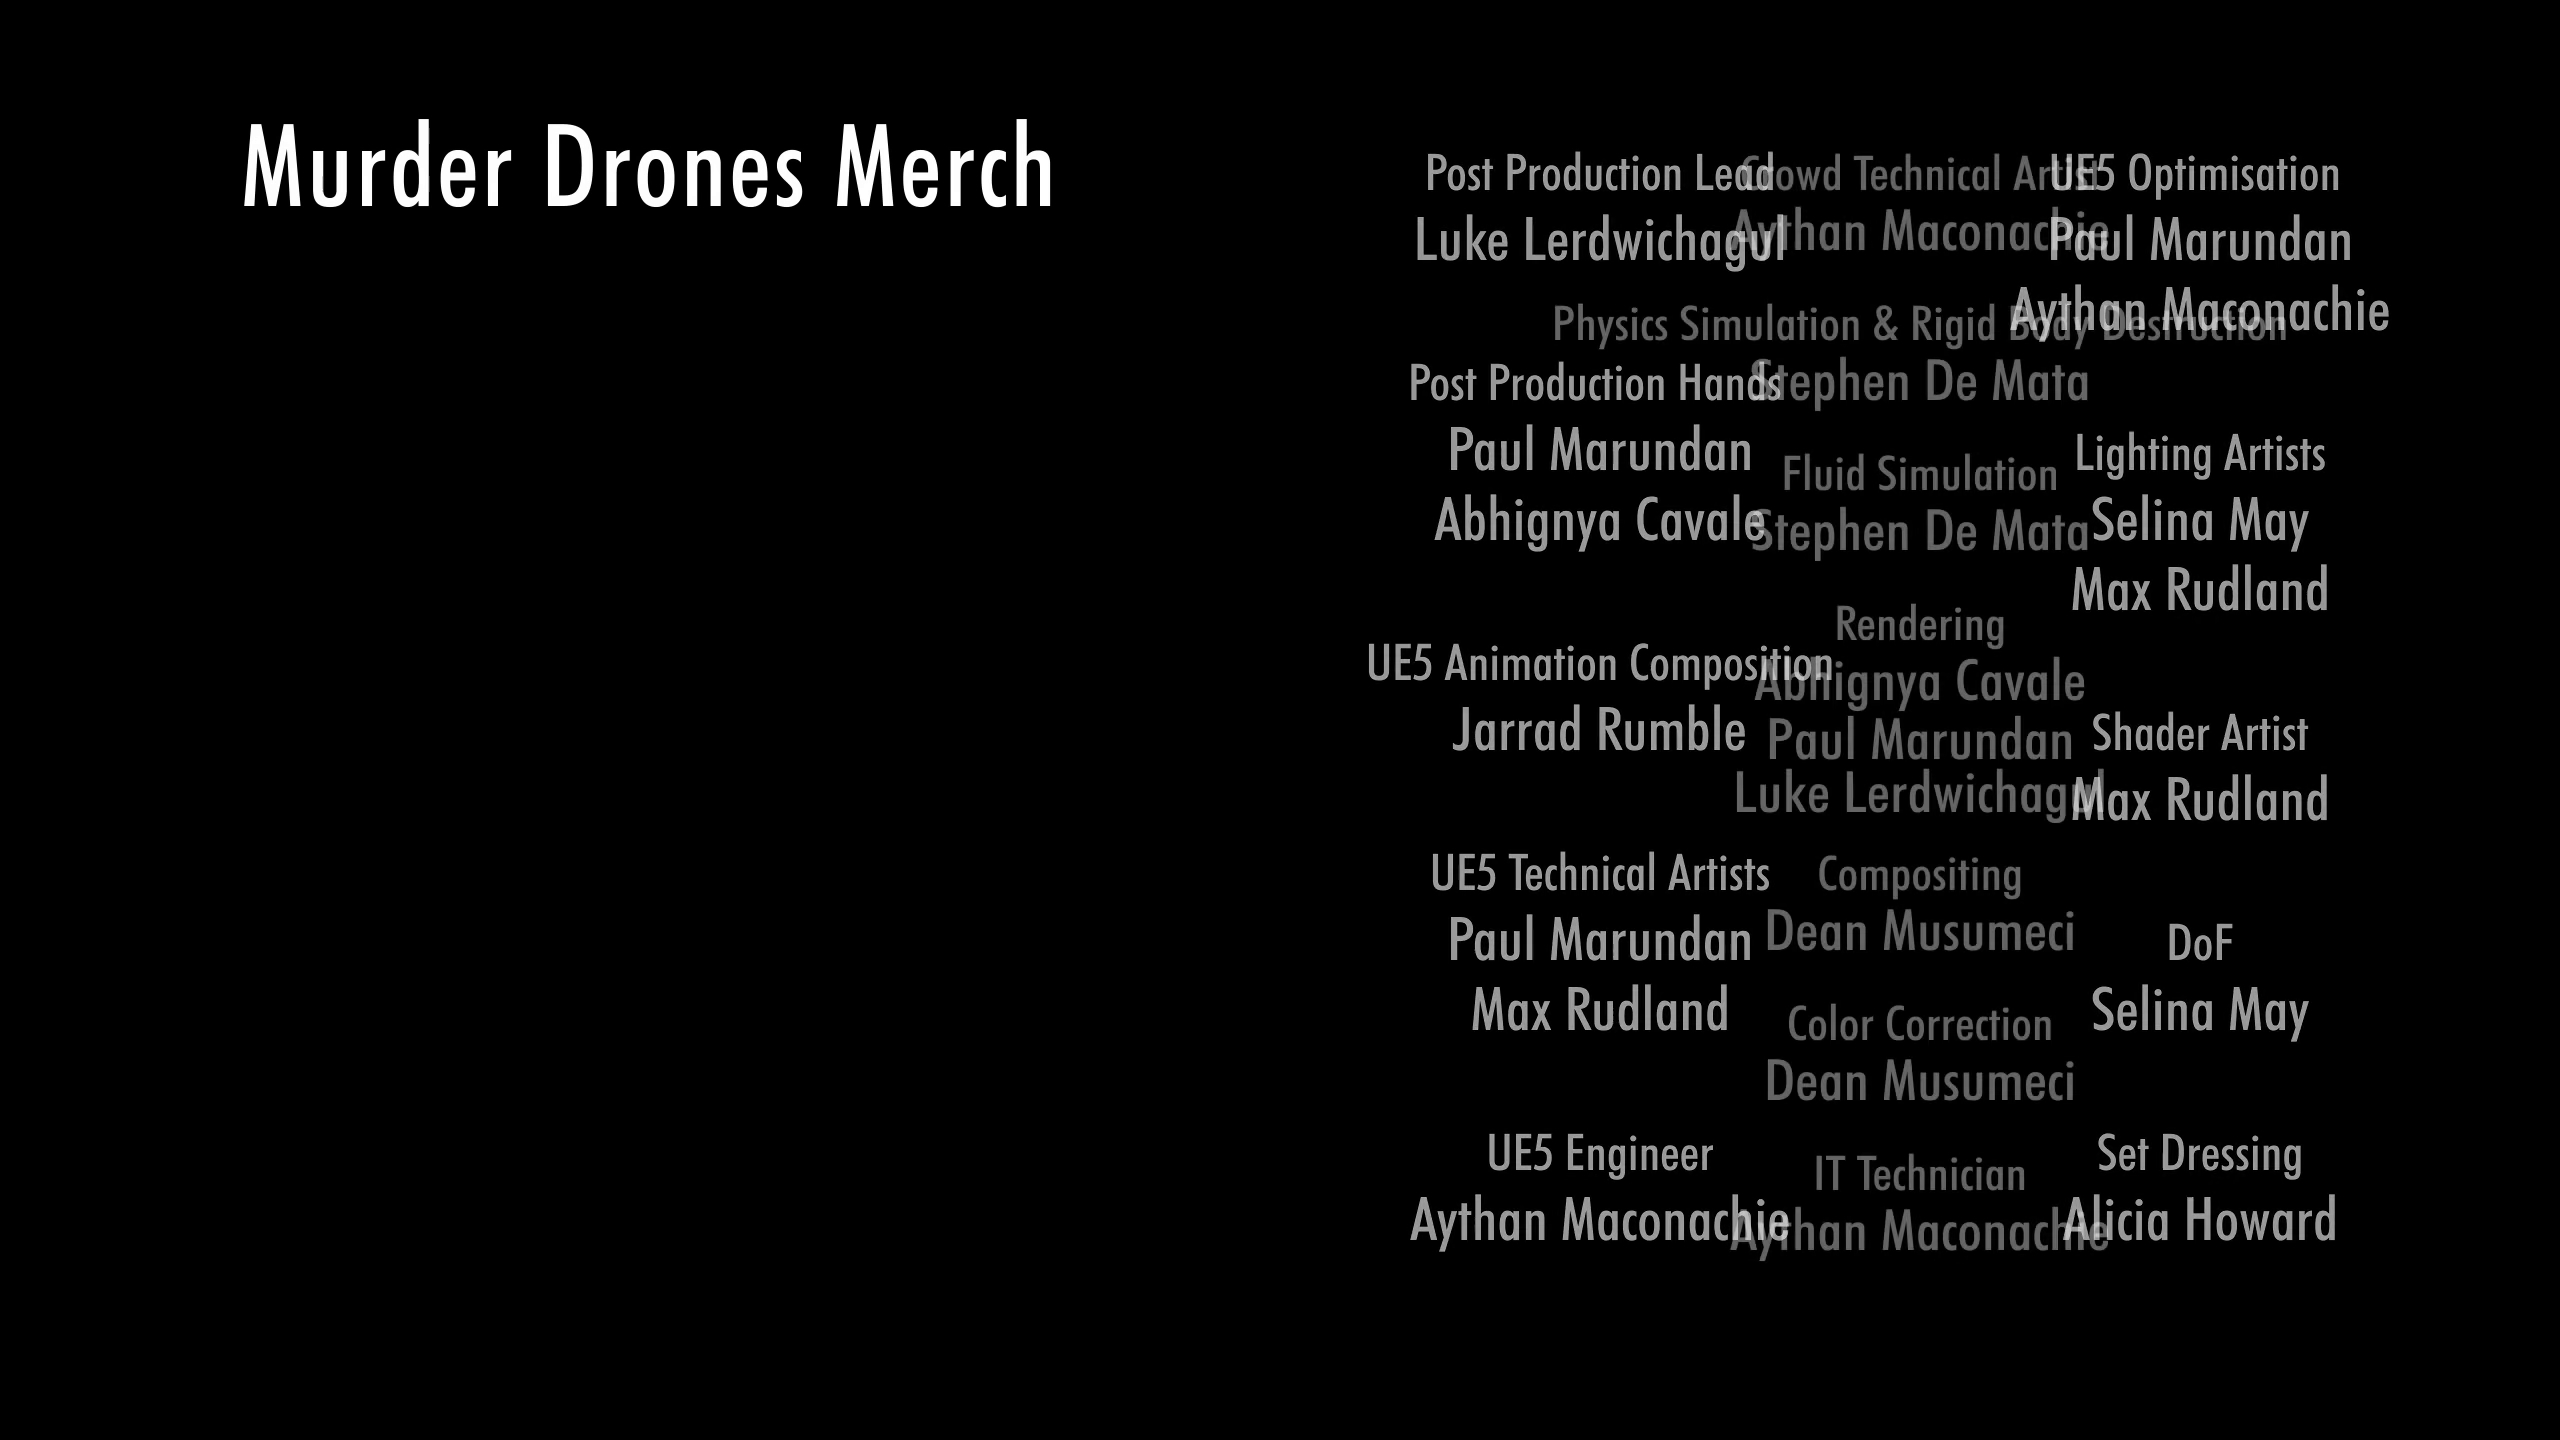 Murder Drones Merch
Post Production Lead
Luke Lerdwichagul
Post Production Hands
Paul Marundan
Abhignya Cavale
UE5 Animation Composition
Jarrad Rumble
UE5 Technical Artists
Paul Marundan
Max Rudland
UE5 Engineer
Aythan Maconachie
Crowd Technical Artist
Aythan Maconachie
Physics Simulation & Rigid Body Destruction
Stephen De Mata
Fluid Simulation
Stephen De Mata
Rendering
Abhignya Cavale
Paul Marundan
Luke Lerdwichagul
Compositing
Dean Musumeci
Color Correction
Dean Musumeci
IT Technician
Aythan Maconachie
UE5 Optimisation
Paul Marundan
Aythan Maconachie
Lighting Artists
Selina May
Max Rudland
Shader Artist
Max Rudland
DoF
Selina May
Set Dressing
Alicia Howard